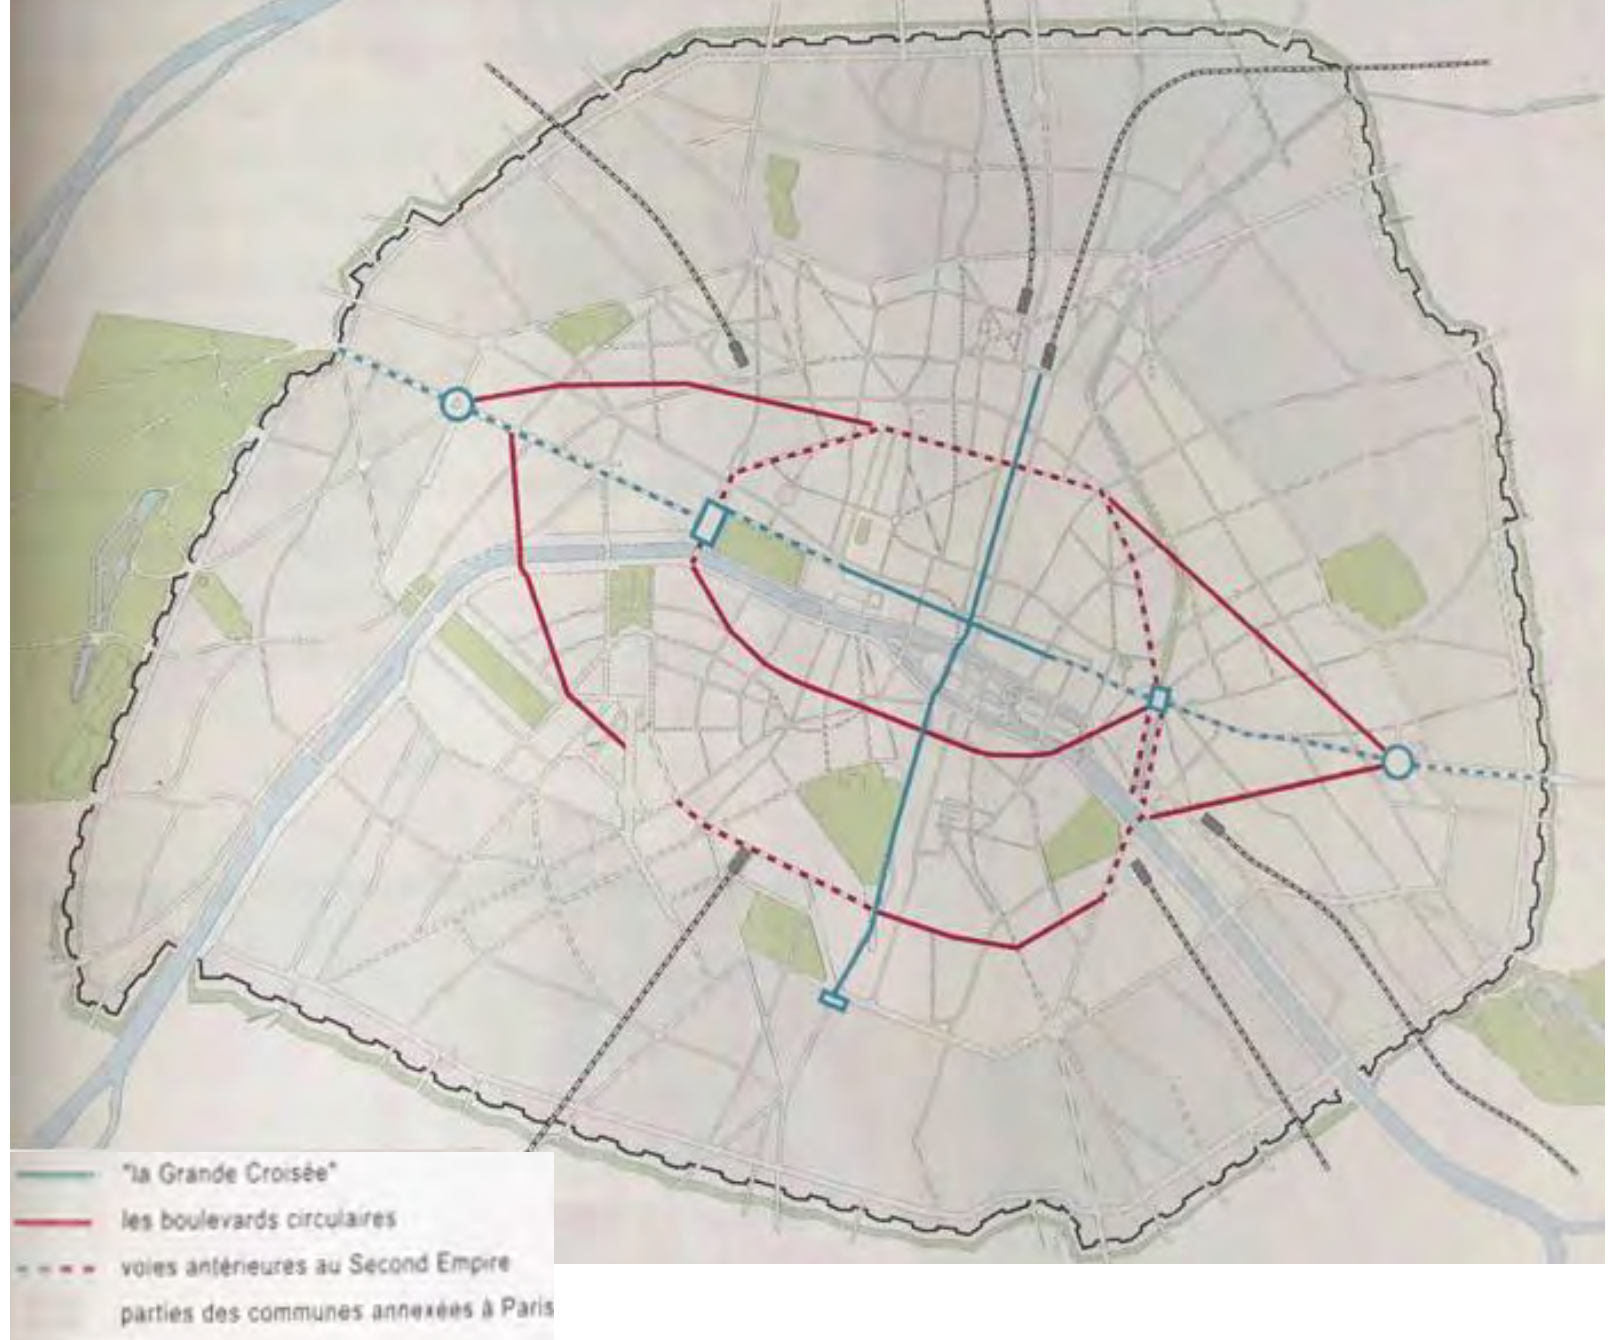 "la Grande Croisée"
les boulevards circulaires
voies antérieures au Second Empire
parties des communes annexées à Paris